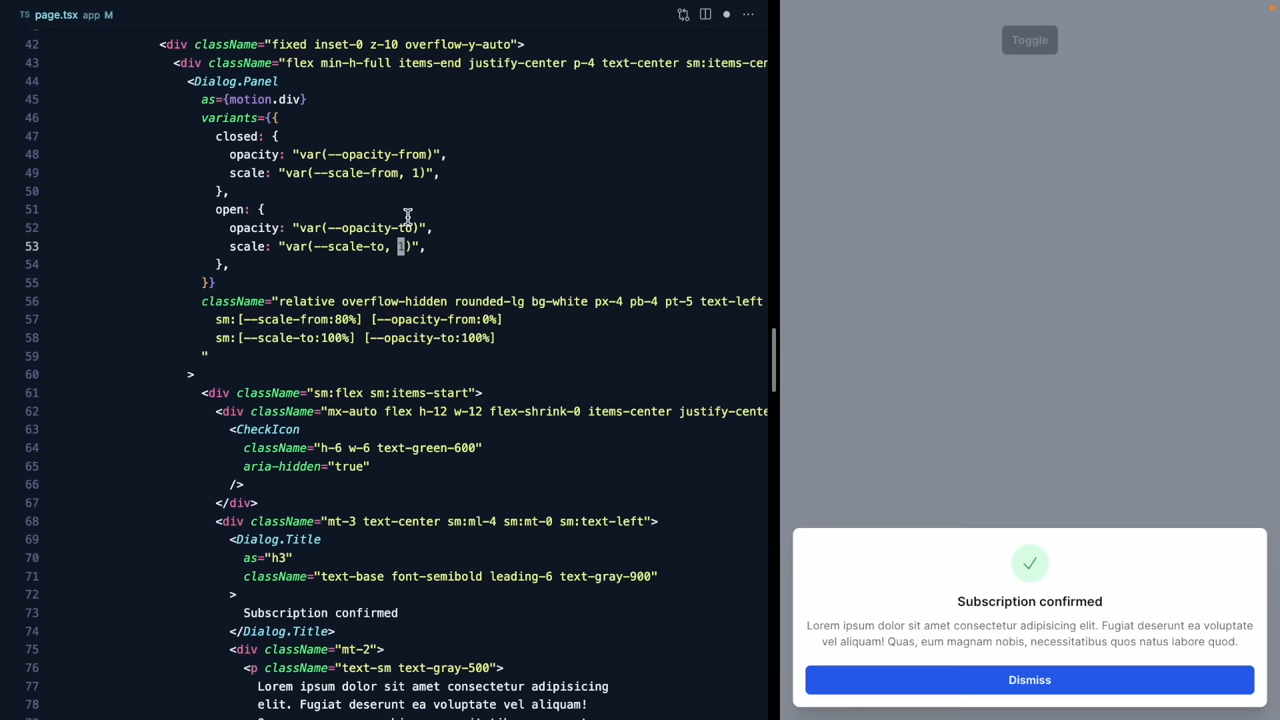 TS page.tsx app M
42 <div className="fixed inset-0 z-10 overflow-y-auto">
43 <div className="flex min-h-full items-end justify-center p-4 text-center sm:items-cen
44 <Dialog.Panel
45 as={motion.div}
46 variants={{
47 closed: {
48 opacity: "var(--opacity-from)",
49 scale: "var(--scale-from, 1)",
50 },
51 open: {
52 opacity: "var(--opacity-to)",
53 scale: "var(--scale-to, 1)",
54 },
55 }}
56 className="relative overflow-hidden rounded-lg bg-white px-4 pb-4 pt-5 text-left
57 sm:[--scale-from:80%] [--opacity-from:0%]
58 sm:[--scale-to:100%] [--opacity-to:100%]
59 "
60 >
61 <div className="sm:flex sm:items-start">
62 <div className="mx-auto flex h-12 w-12 flex-shrink-0 items-center justify-cente
63 <CheckIcon
64 className="h-6 w-6 text-green-600"
65 aria-hidden="true"
66 />
67 </div>
68 <div className="mt-3 text-center sm:ml-4 sm:mt-0 sm:text-left">
69 <Dialog.Title
70 as="h3"
71 className="text-base font-semibold leading-6 text-gray-900"
72 >
73 Subscription confirmed
74 </Dialog.Title>
75 <div className="mt-2">
76 <p className="text-sm text-gray-500">
77 Lorem ipsum dolor sit amet consectetur adipisicing
78 elit. Fugiat deserunt ea voluptate vel aliquam!
Toggle
Subscription confirmed
Lorem ipsum dolor sit amet consectetur adipisicing elit. Fugiat deserunt ea voluptate
vel aliquam! Quas, eum magnam nobis, necessitatibus quos natus labore quod.
Dismiss